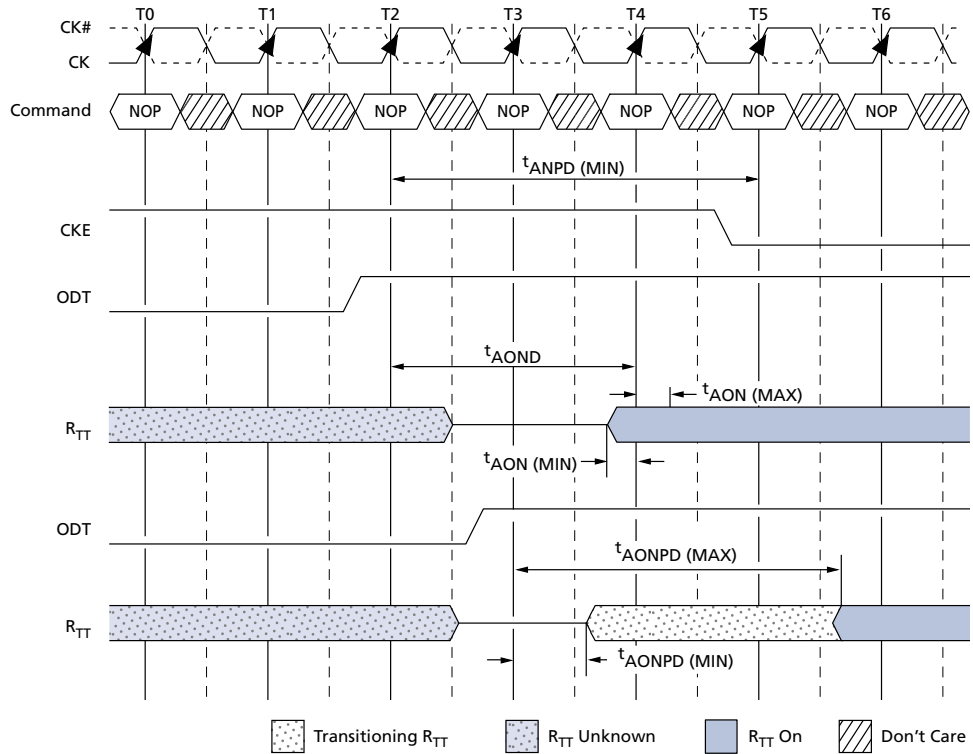 T0 T1 T2 T3 T4 T5 T6
CK#
CK
Command NOP NOP NOP NOP NOP NOP NOP
tANPD (MIN)
CKE
ODT
tAOND
tAON (MAX)
RTT
tAON (MIN)
ODT
tAONPD (MAX)
RTT
tAONPD (MIN)
Transitioning RTT RTT Unknown RTT On Don't Care